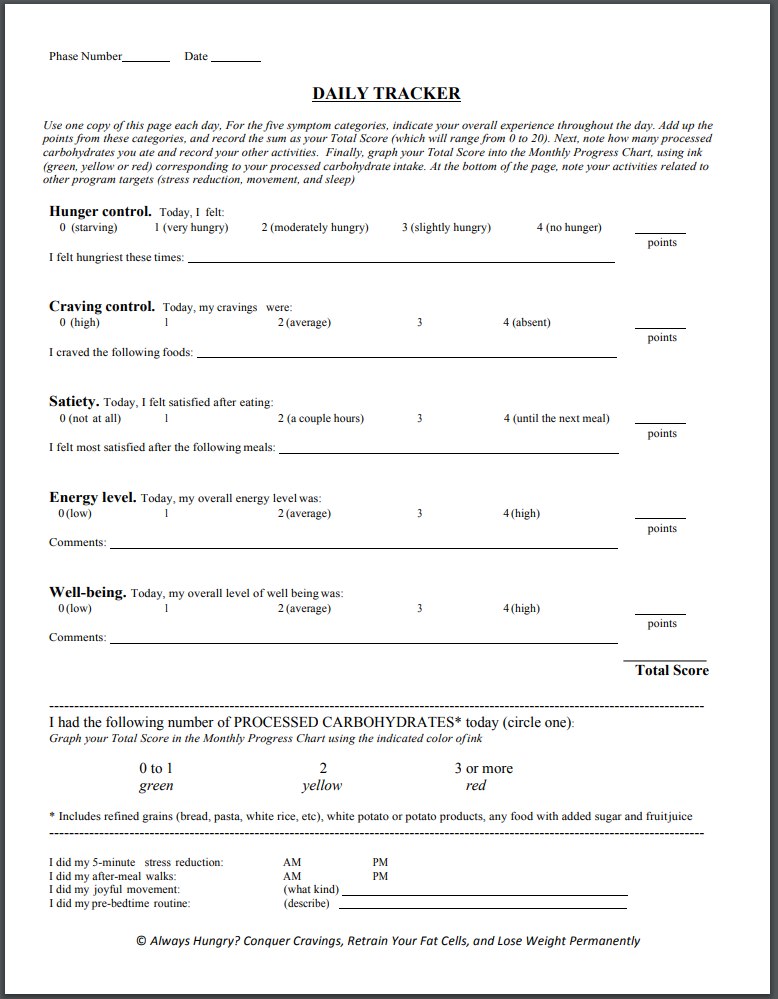 Phase Number________ Date ________
DAILY TRACKER
Use one copy of this page each day, For the five symptom categories, indicate your overall experience throughout the day. Add up the
points from these categories, and record the sum as your Total Score (which will range from 0 to 20). Next, note how many processed
carbohydrates you ate and record your other activities. Finally, graph your Total Score into the Monthly Progress Chart, using ink
(green, yellow or red) corresponding to your processed carbohydrate intake. At the bottom of the page, note your activities related to
other program targets (stress reduction, movement, and sleep)
Hunger control. Today, I felt:
0 (starving) 1 (very hungry) 2 (moderately hungry) 3 (slightly hungry) 4 (no hunger)
points
I felt hungriest these times:
Craving control. Today, my cravings were:
0 (high) 1 2 (average) 3 4 (absent)
points
I craved the following foods:
Satiety. Today, I felt satisfied after eating:
0 (not at all) 1 2 (a couple hours) 3 4 (until the next meal)
points
I felt most satisfied after the following meals:
Energy level. Today, my overall energy level was:
0 (low) 1 2 (average) 3 4 (high)
points
Comments:
Well-being. Today, my overall level of well being was:
0 (low) 1 2 (average) 3 4 (high)
points
Comments:
Total Score
I had the following number of PROCESSED CARBOHYDRATES* today (circle one):
Graph your Total Score in the Monthly Progress Chart using the indicated color of ink
0 to 1 2 3 or more
green yellow red
* Includes refined grains (bread, pasta, white rice, etc), white potato or potato products, any food with added sugar and fruit juice
I did my 5-minute stress reduction: AM PM
I did my after-meal walks: AM PM
I did my joyful movement: (what kind)
I did my pre-bedtime routine: (describe)
© Always Hungry? Conquer Cravings, Retrain Your Fat Cells, and Lose Weight Permanently